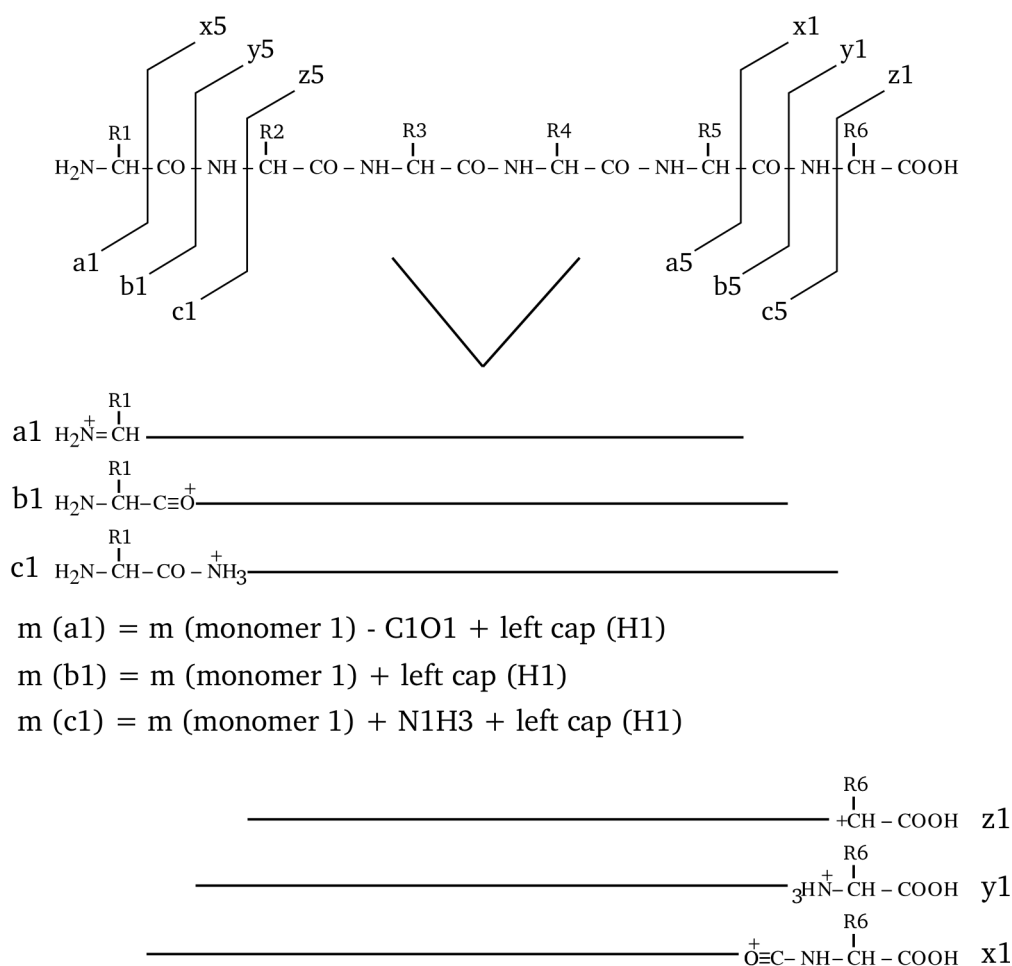 x5 x1
y5 y1
z5 z1
R1 R2 R3 R4 R5 R6
H2N – CH – CO – NH – CH – CO – NH – CH – CO – NH – CH – CO – NH – CH – CO – NH – CH – COOH
a1 a5
b1 b5
c1 c5
R1
+
a1 H2N = CH
R1
+
b1 H2N – CH – C≡O
R1
+
c1 H2N – CH – CO – NH3
m (a1) = m (monomer 1) - C1O1 + left cap (H1)
m (b1) = m (monomer 1) + left cap (H1)
m (c1) = m (monomer 1) + N1H3 + left cap (H1)
R6
+CH – COOH z1
R6
+
3HN – CH – COOH y1
R6
+
O≡C – NH – CH – COOH x1